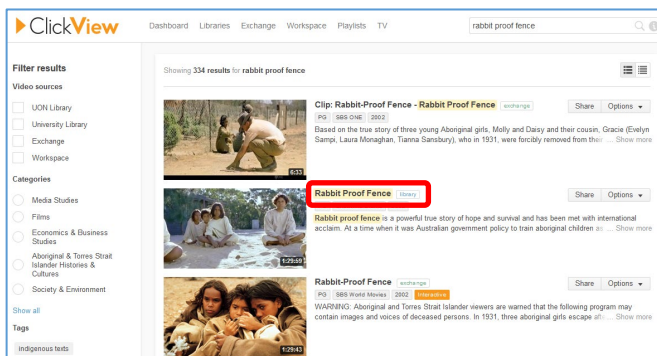 ClickView
Dashboard Libraries Exchange Workspace Playlists TV
rabbit proof fence
Filter results
Video sources
UON Library
University Library
Exchange
Workspace
Categories
Media Studies
Films
Economics & Business
Studies
Aboriginal & Torres Strait
Islander Histories &
Cultures
Society & Environment
Show all
Tags
indigenous texts
Showing 334 results for rabbit proof fence
6:33
Clip: Rabbit-Proof Fence - Rabbit Proof Fence exchange
Share Options
PG SBS ONE 2002
Based on the true story of three young Aboriginal girls, Molly and Daisy and their cousin, Gracie (Evelyn
Sampi, Laura Monaghan, Tianna Sansbury), who in 1931, were forcibly removed from their ... Show more
1:29:59
Rabbit Proof Fence library
Share Options
Rabbit proof fence is a powerful true story of hope and survival and has been met with international
acclaim. At a time when it was Australian government policy to train aboriginal children as ... Show more
1:29:43
Rabbit-Proof Fence exchange
Share Options
PG SBS World Movies 2002 Interactive
WARNING: Aboriginal and Torres Strait Islander viewers are warned that the following program may
contain images and voices of deceased persons. In 1931, three aboriginal girls escape afte ... Show more